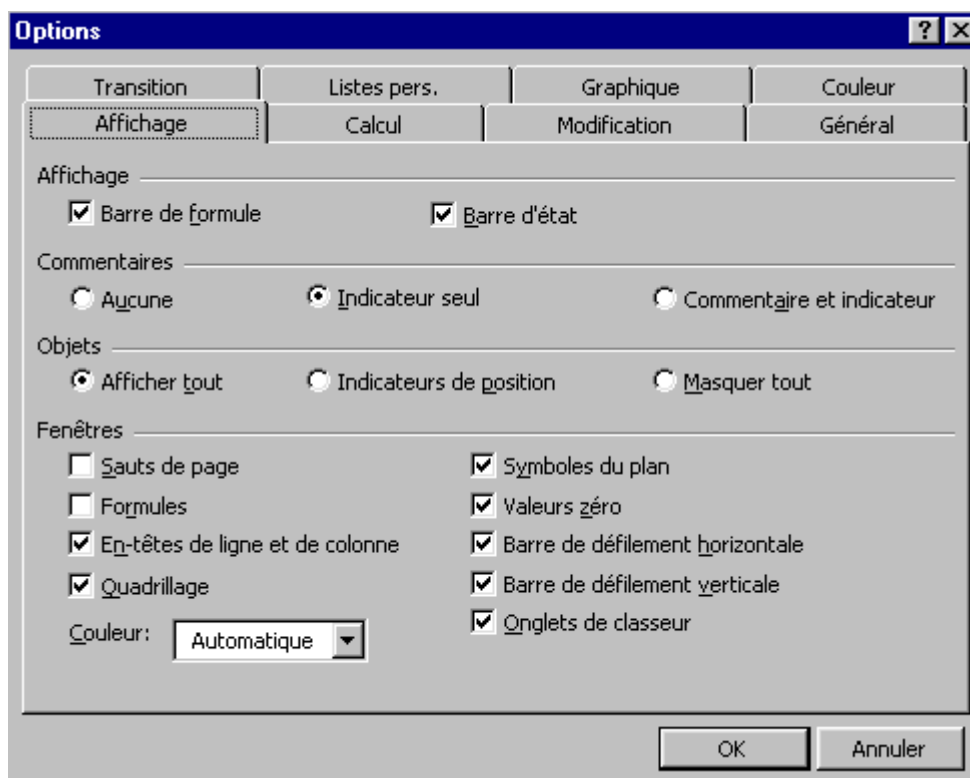 Options
Transition Listes pers. Graphique Couleur
Affichage Calcul Modification Général
Affichage
Barre de formule Barre d'état
Commentaires
Aucune Indicateur seul Commentaire et indicateur
Objets
Afficher tout Indicateurs de position Masquer tout
Fenêtres
Sauts de page Symboles du plan
Formules Valeurs zéro
En-têtes de ligne et de colonne Barre de défilement horizontale
Quadrillage Barre de défilement verticale
Couleur: Automatique Onglets de classeur
OK Annuler